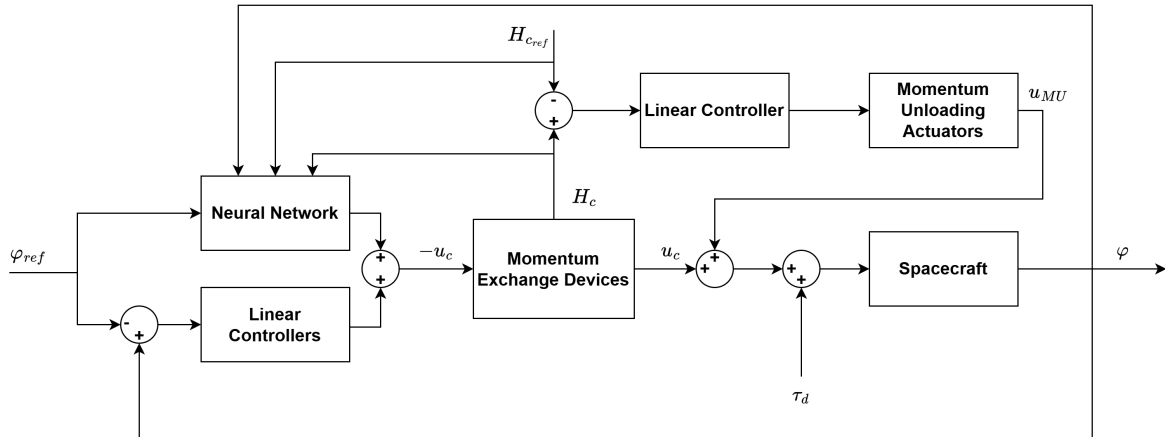 H_{c_{ref}}
-
+
Linear Controller
Momentum
Unloading
Actuators
u_{MU}
Neural Network
H_c
φ_{ref}
+
+
-u_c
Momentum
Exchange Devices
u_c
+
+
+
+
Spacecraft
φ
-
+
Linear
Controllers
τ_d